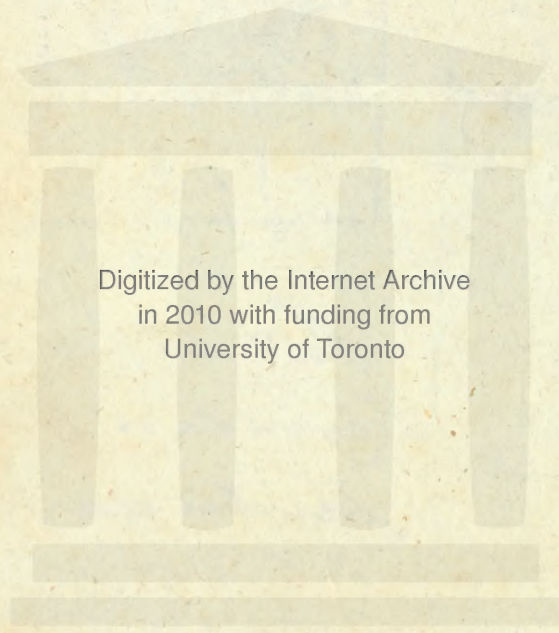 Digitized by the Internet Archive
in 2010 with funding from
University of Toronto